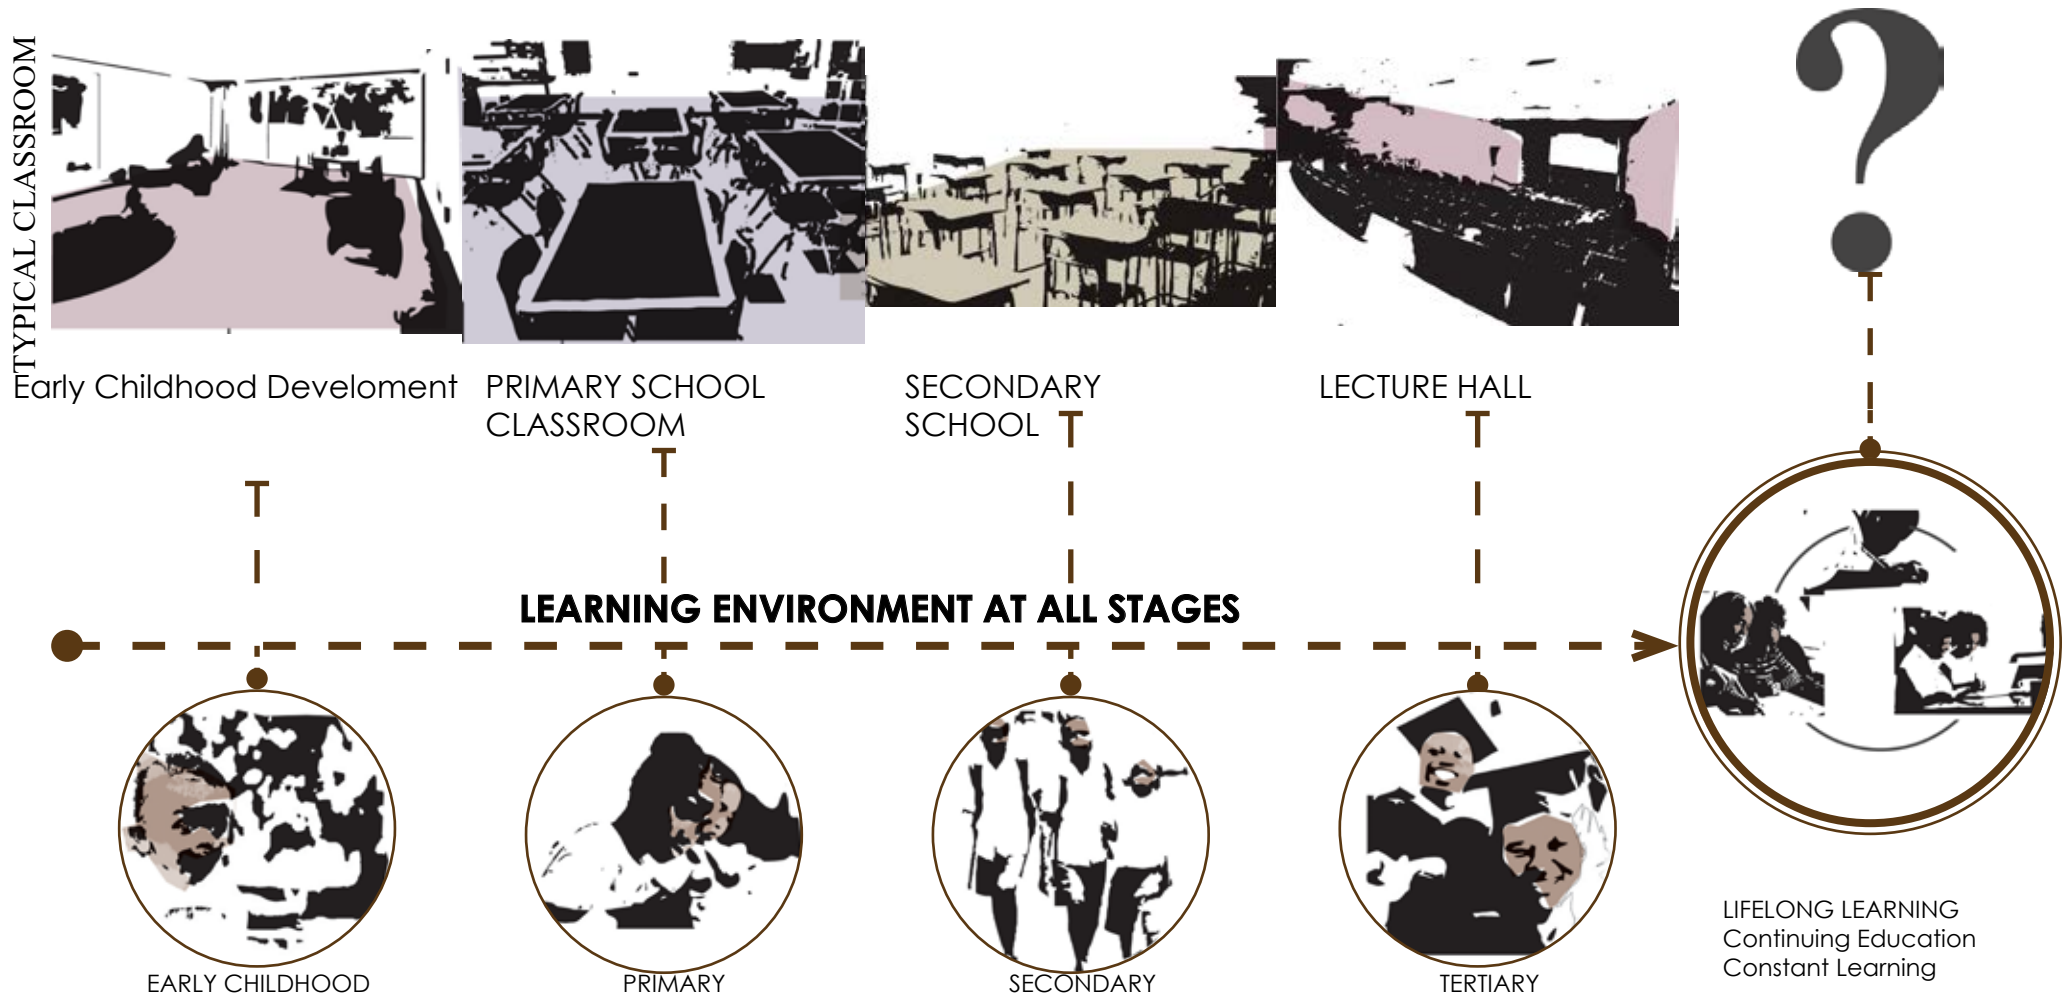 TYPICAL CLASSROOM
?
Early Childhood Develoment
PRIMARY SCHOOL
CLASSROOM
SECONDARY
SCHOOL
LECTURE HALL
LEARNING ENVIRONMENT AT ALL STAGES
EARLY CHILDHOOD
PRIMARY
SECONDARY
TERTIARY
LIFELONG LEARNING
Continuing Education
Constant Learning